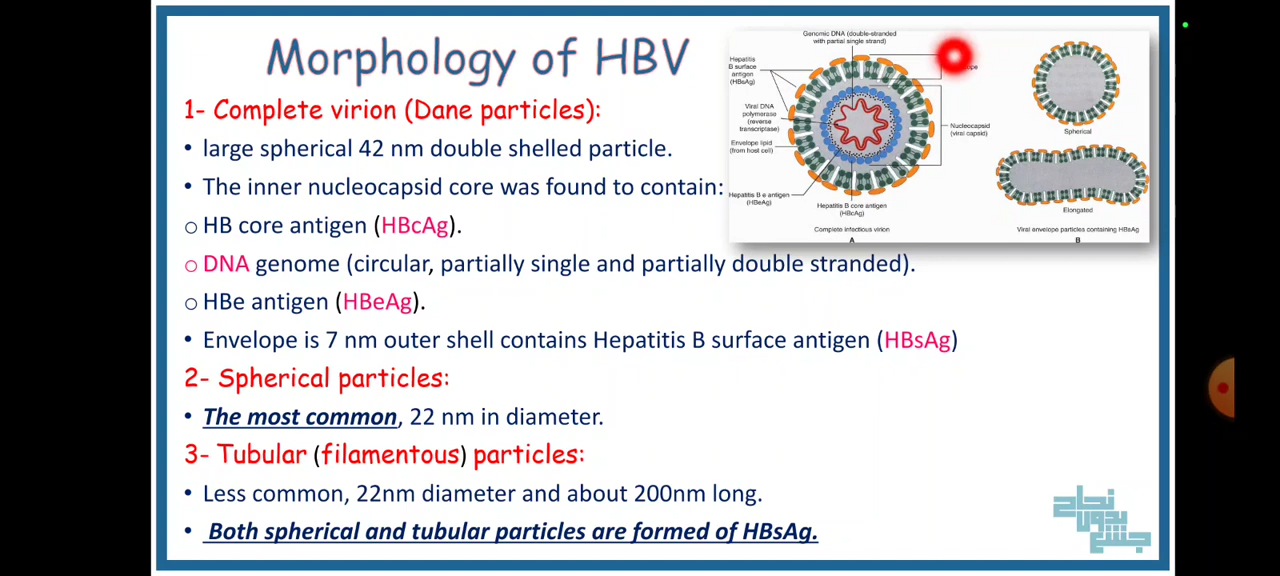 Morphology of HBV
1- Complete virion (Dane particles):
• large spherical 42 nm double shelled particle.
• The inner nucleocapsid core was found to contain:
o HB core antigen (HBcAg).
o DNA genome (circular, partially single and partially double stranded).
o HBe antigen (HBeAg).
• Envelope is 7 nm outer shell contains Hepatitis B surface antigen (HBsAg)
2- Spherical particles:
• The most common, 22 nm in diameter.
3- Tubular (filamentous) particles:
• Less common, 22nm diameter and about 200nm long.
• Both spherical and tubular particles are formed of HBsAg.
Genomic DNA (double-stranded
with partial single strand)
Hepatitis
B surface
antigen
(HBsAg)
Viral DNA
polymerase
(reverse
transcriptase)
Envelope lipid
(from host cell)
Hepatitis B e antigen
(HBeAg)
Hepatitis B core antigen
(HBcAg)
Nucleocapsid
(viral capsid)
Complete infectious virion
A
Spherical
Elongated
Viral envelope particles containing HBsAg
B
نجاح
بدون
جشع